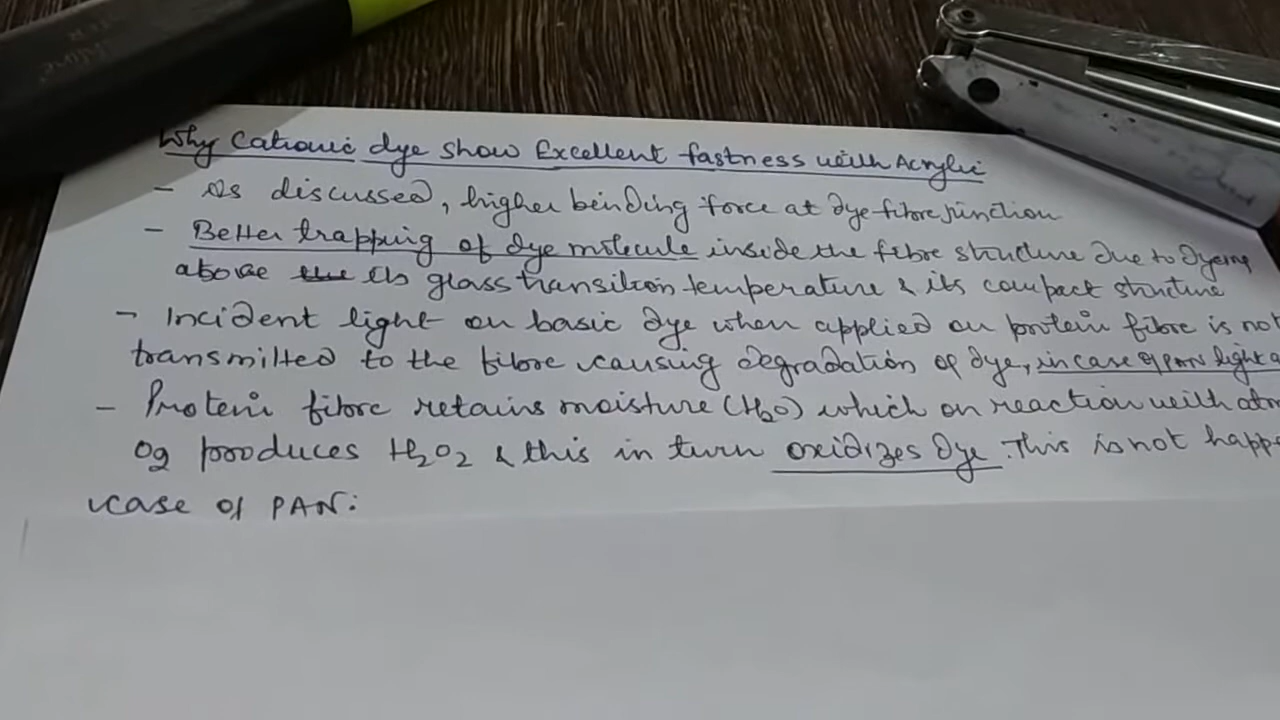 Why Cationic dye show Excellent fastness with Acrylic
- As discussed, higher beinding force at dye-fibre junction
- Better trapping of dye molecule inside the fibre structure due to Dyeing
above its glass transition temperature & its compact structure
- Incident light on basic dye when applied on protein fibre is not
transmitted to the fibre causing degradation of dye, in case of PAN light
- Protein fibre retains moisture (H2O) which on reaction with atm
O2 produces H2O2 & this in turn oxidizes dye. This is not happe
case of PAN: